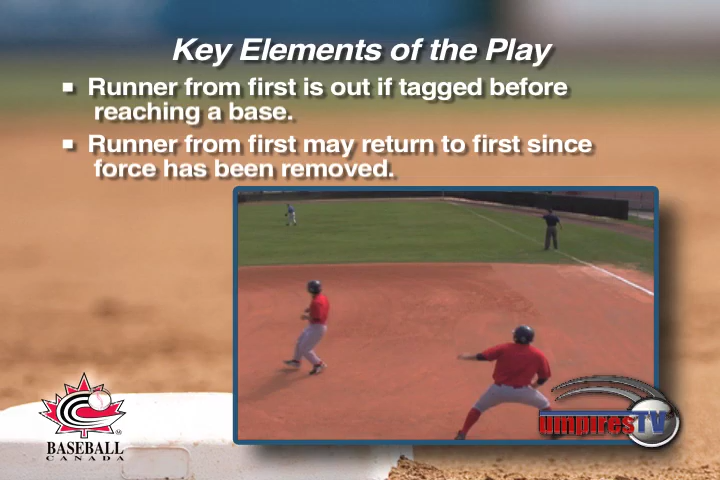 Key Elements of the Play
▪ Runner from first is out if tagged before
reaching a base.
▪ Runner from first may return to first since
force has been removed.
umpiresTV
BASEBALL
CANADA